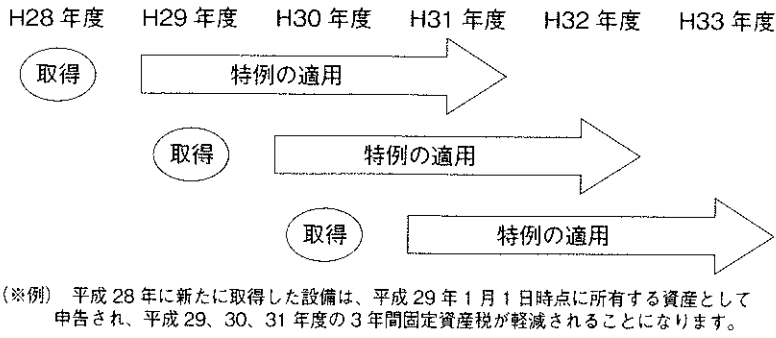 H28 年度 H29 年度 H30 年度 H31 年度 H32 年度 H33 年度
取得 特例の適用
取得 特例の適用
取得 特例の適用
(※例) 平成 28 年に新たに取得した設備は、平成 29 年 1 月 1 日時点に所有する資産として
申告され、平成 29、30、31 年度の 3 年間固定資産税が軽減されることになります。